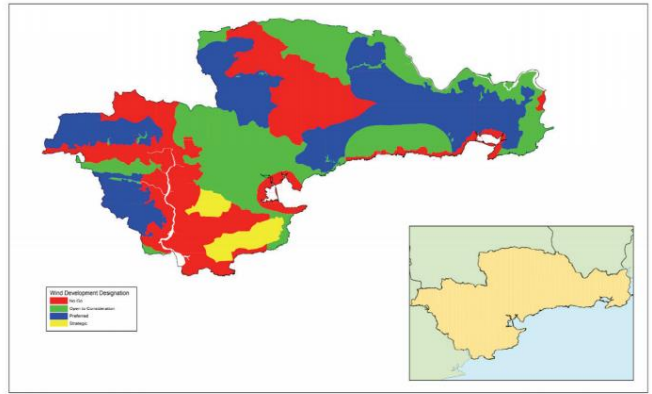 Wind Development Designation
No Go
Open to Consideration
Preferred
Strategic